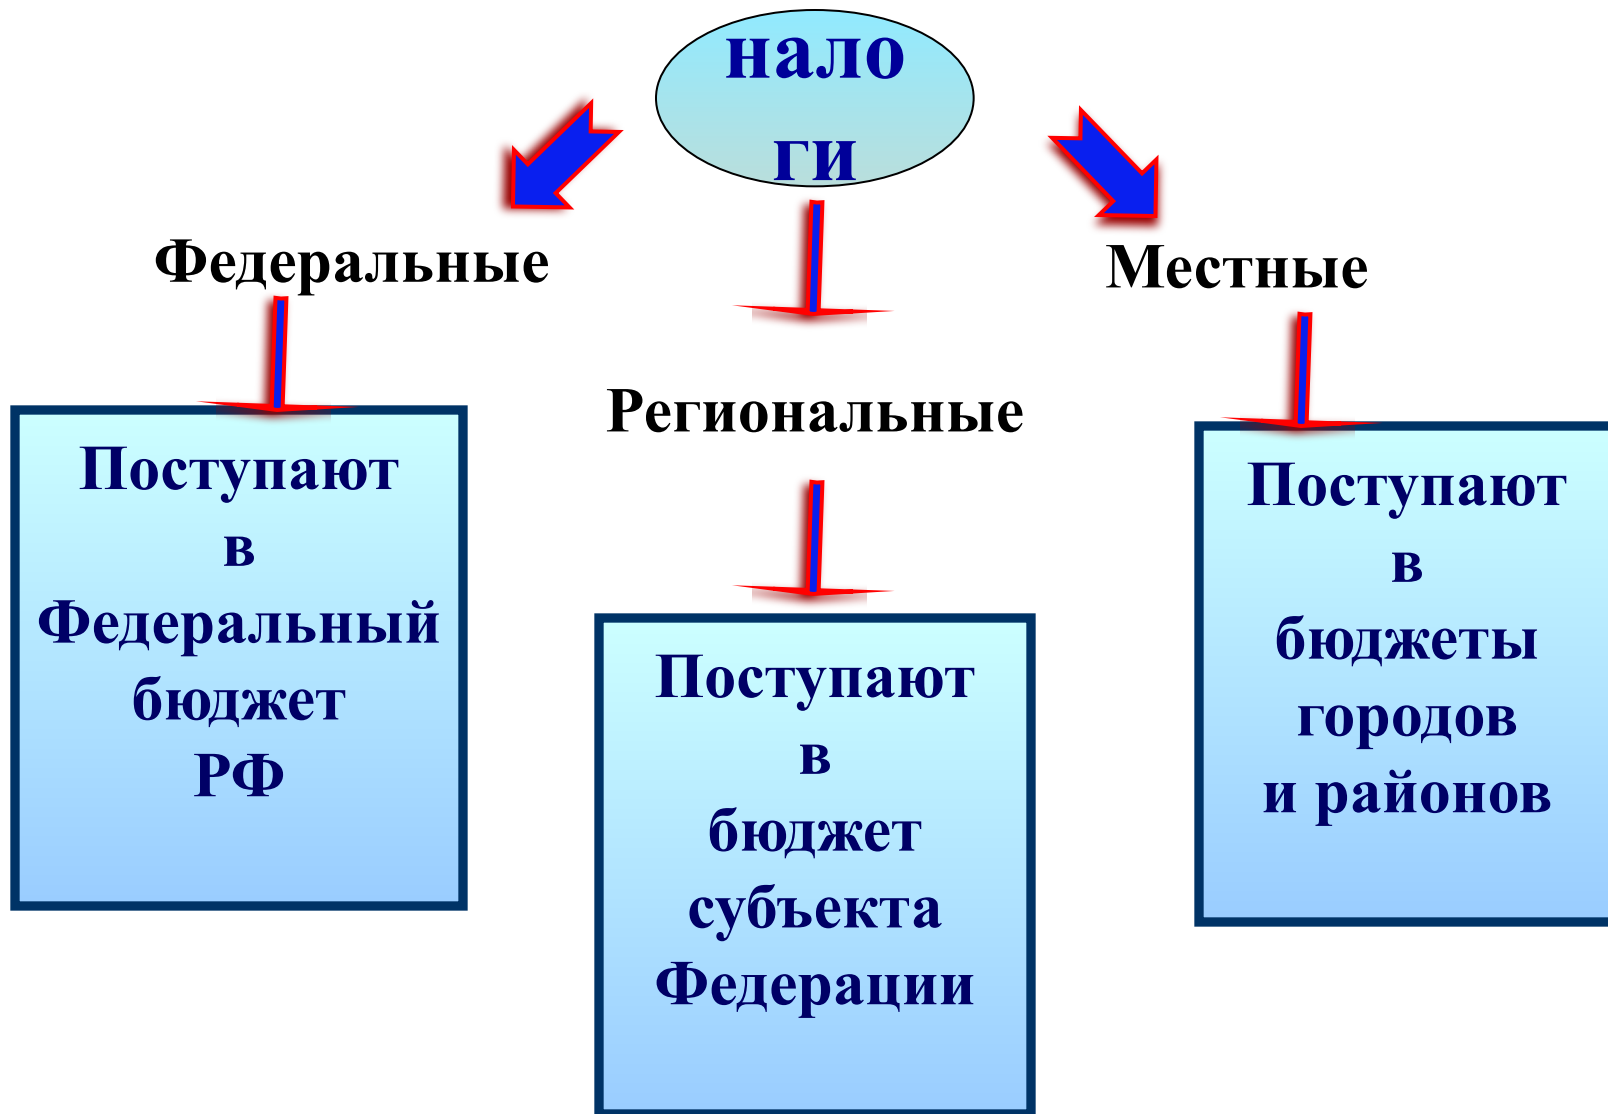 нало
ги
Федеральные
Местные
Региональные
Поступают
в
Федеральный
бюджет
РФ
Поступают
в
бюджет
субъекта
Федерации
Поступают
в
бюджеты
городов
и районов